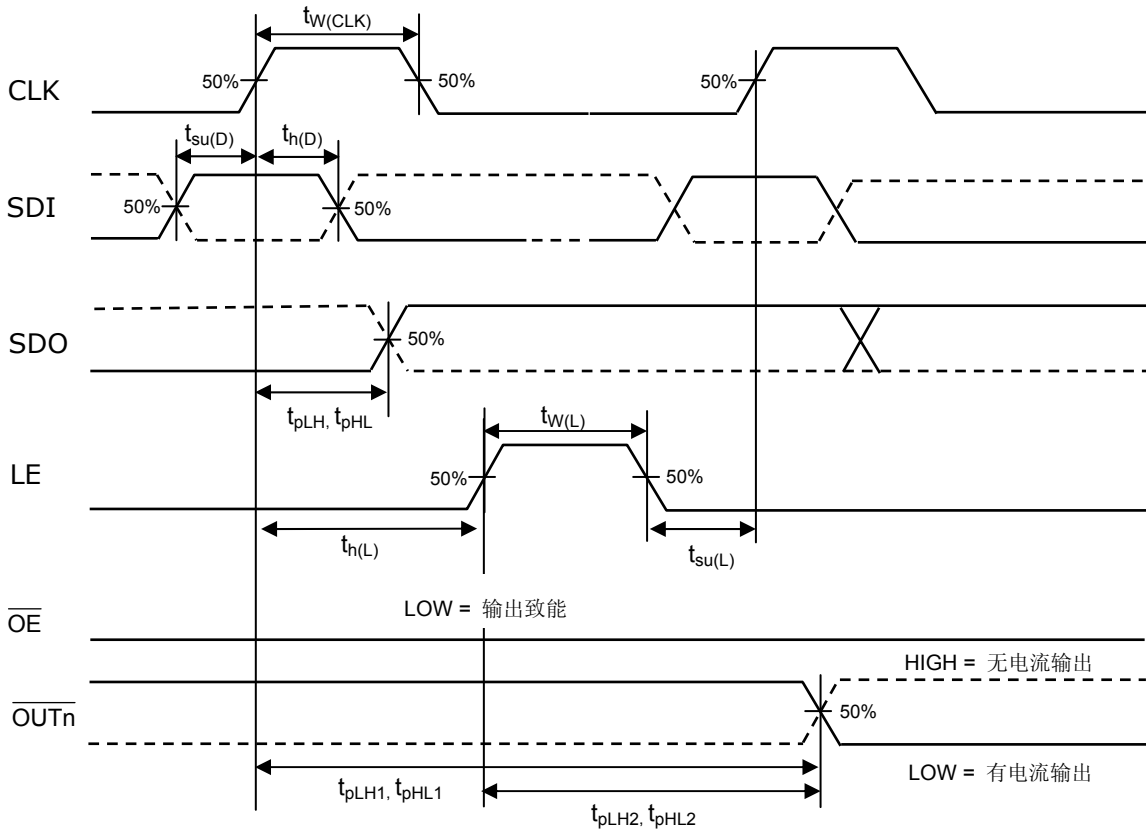 tW(CLK)
50%
50%
50%
CLK
tsu(D)
th(D)
50%
50%
SDI
50%
SDO
tpLH, tpHL
tW(L)
50%
50%
LE
th(L)
tsu(L)
LOW = 输出致能
OE
HIGH = 无电流输出
OUTn
50%
LOW = 有电流输出
tpLH1, tpHL1
tpLH2, tpHL2